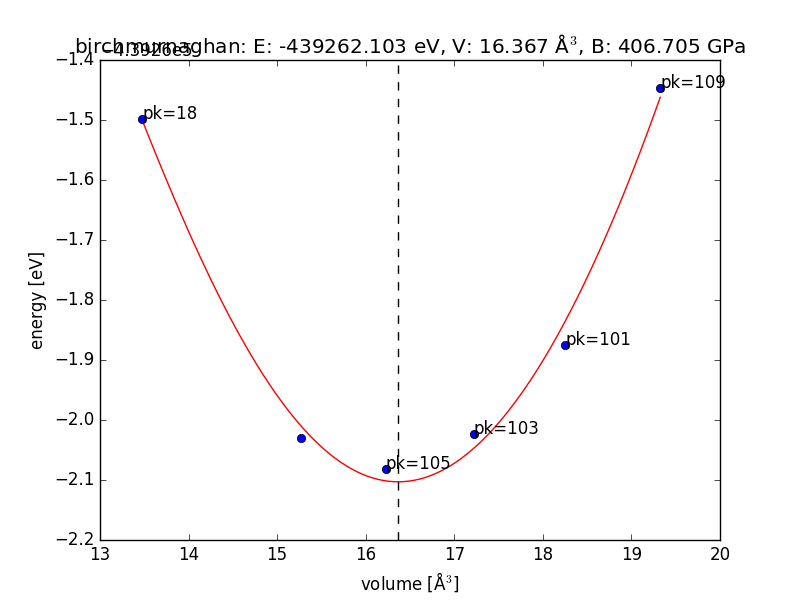 birchmurnaghan: E: -439262.103 eV, V: 16.367 Å³, B: 406.705 GPa
−4.3926e5
−1.4
pk=109
pk=18
−1.5
−1.6
−1.7
energy [eV]
−1.8
pk=101
−1.9
−2.0
pk=103
pk=105
−2.1
−2.2
13 14 15 16 17 18 19 20
volume [Å³]